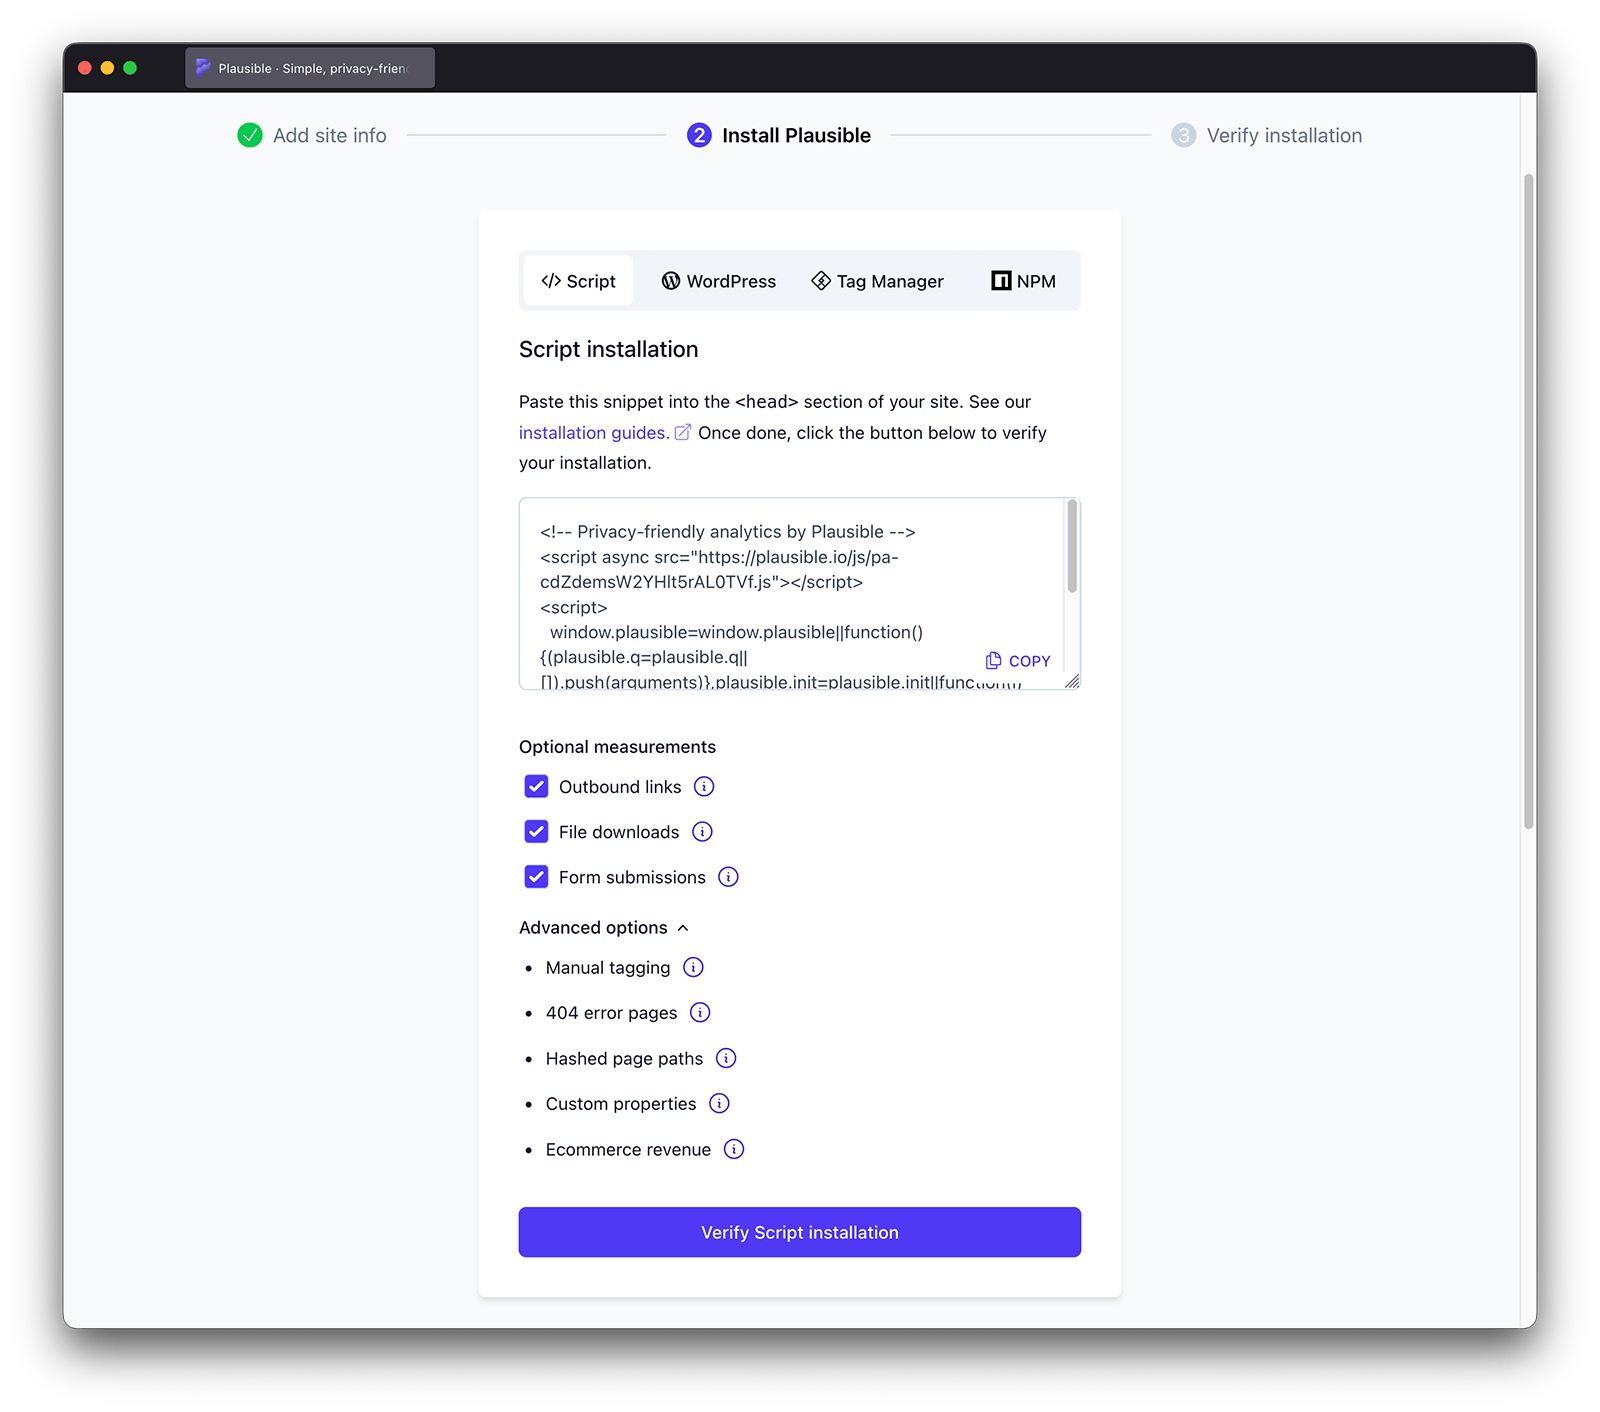 Plausible · Simple, privacy-frien
Add site info
2 Install Plausible
3 Verify installation
</> Script
WordPress
Tag Manager
NPM
Script installation
Paste this snippet into the <head> section of your site. See our
installation guides. Once done, click the button below to verify
your installation.
<!-- Privacy-friendly analytics by Plausible -->
<script async src="https://plausible.io/js/pa-
cdZdemsW2YHlt5rAL0TVf.js"></script>
<script>
window.plausible=window.plausible||function()
{(plausible.q=plausible.q||
[]).push(arguments)},plausible.init=plausible.init||function(i)
COPY
Optional measurements
Outbound links
File downloads
Form submissions
Advanced options
• Manual tagging
• 404 error pages
• Hashed page paths
• Custom properties
• Ecommerce revenue
Verify Script installation